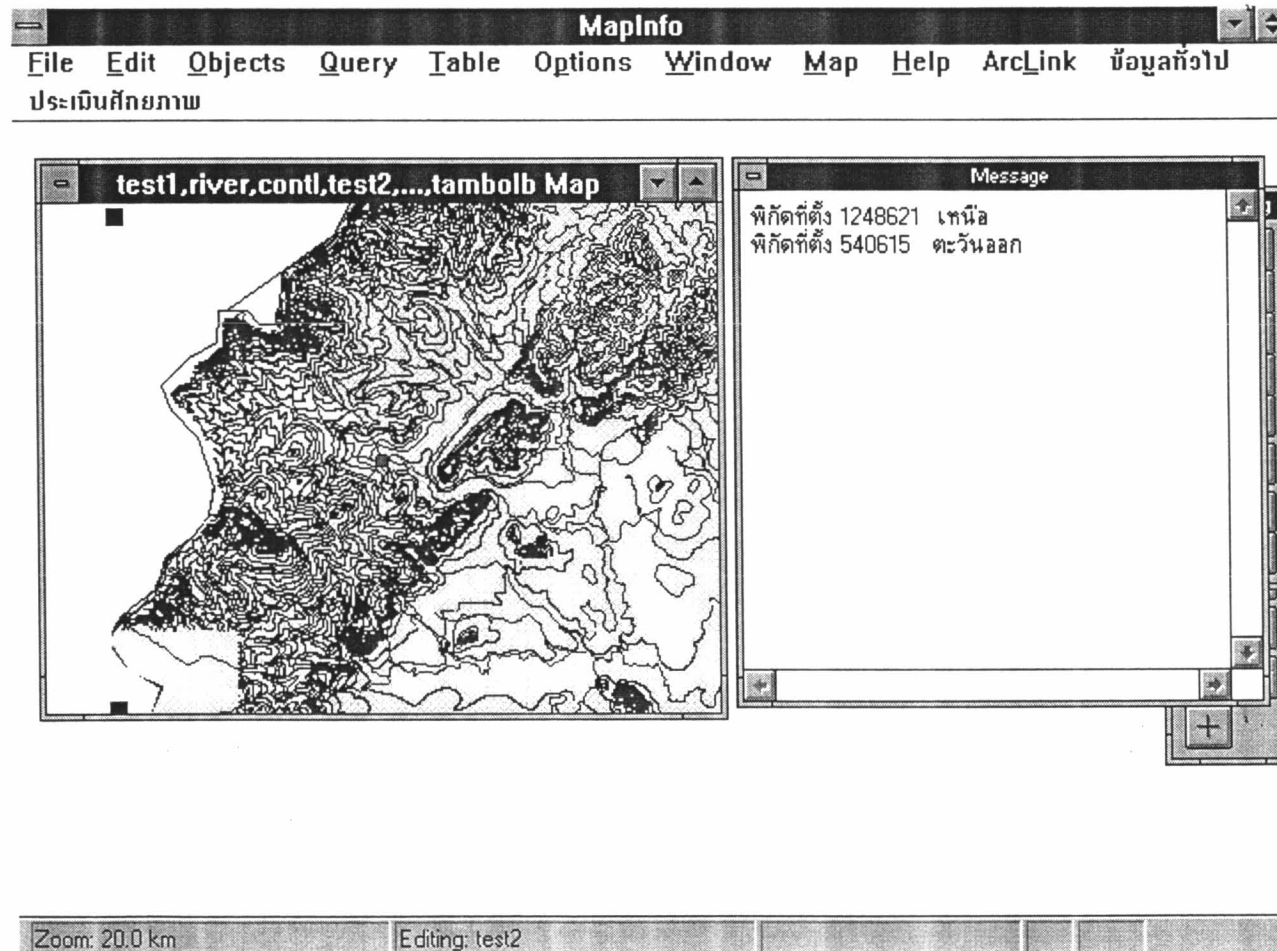 MapInfo
File Edit Objects Query Table Options Window Map Help ArcLink ข้อมูลทั่วไป
ประเมินศักยภาพ
test1,river,contl,test2,...,tambolb Map
Message
พิกัดที่ตั้ง 1248621 เหนือ
พิกัดที่ตั้ง 540615 ตะวันออก
Zoom: 20.0 km
Editing: test2